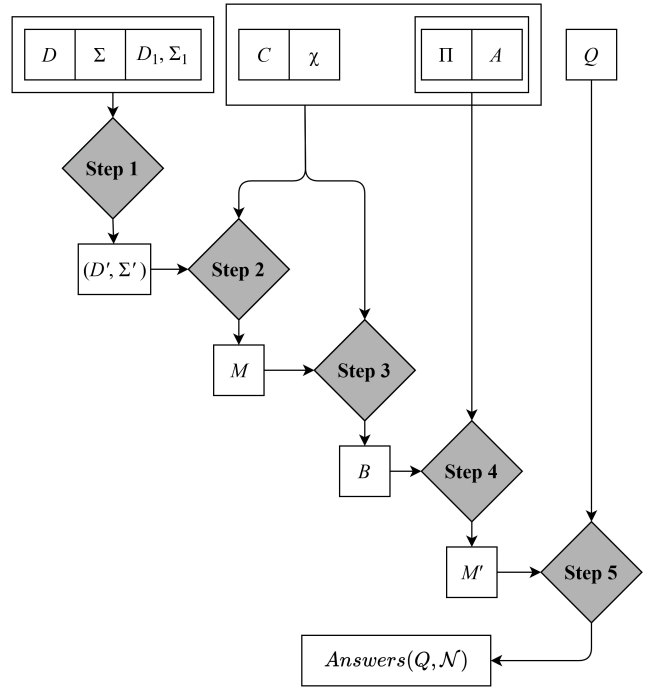 D Σ D₁, Σ₁ C χ Π A Q
Step 1
(D′, Σ′) Step 2
M Step 3
B Step 4
M′ Step 5
Answers(Q, 𝒩)